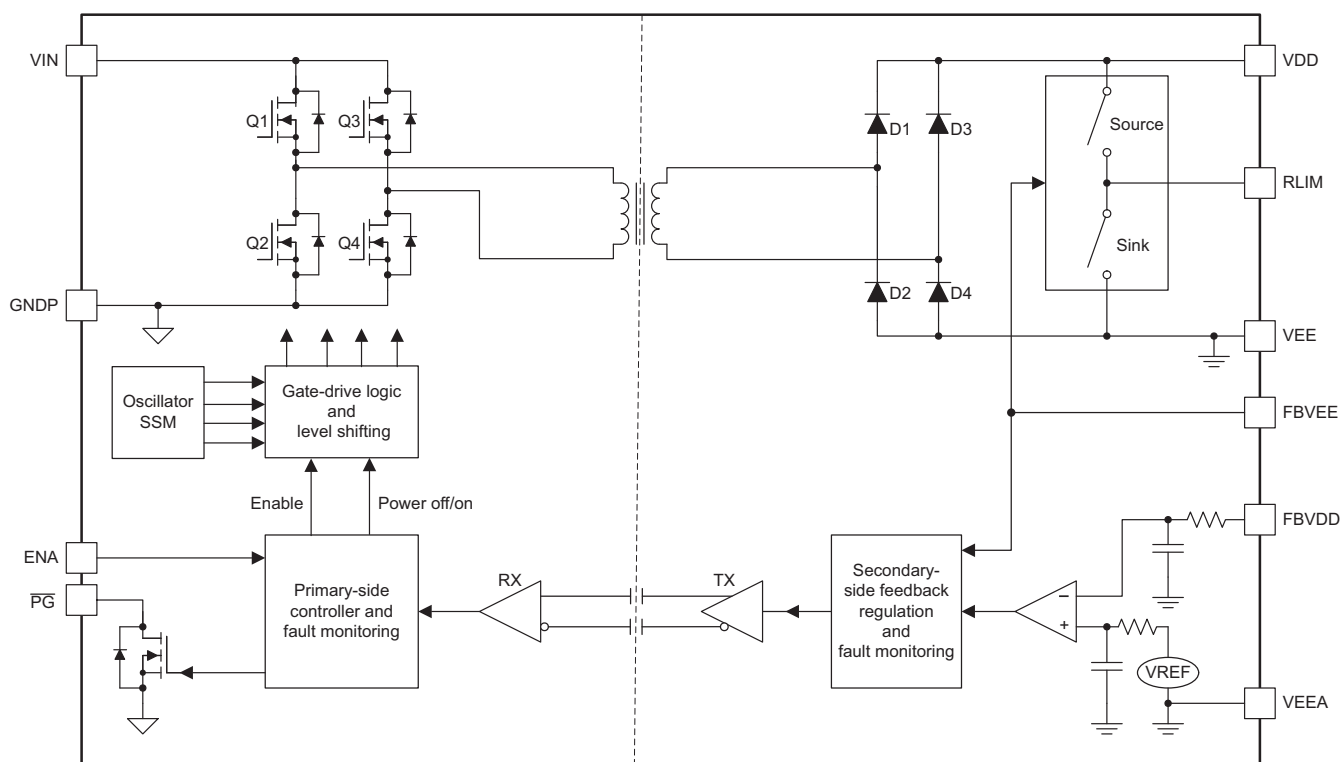 VIN
VDD
Q1
Q3
D1
D3
Source
RLIM
Q2
Q4
Sink
GNDP
D2
D4
VEE
Oscillator
SSM
Gate-drive logic
and
level shifting
FBVEE
Enable
Power off/on
FBVDD
ENA
PG
Primary-side
controller and
fault monitoring
RX
TX
Secondary-
side feedback
regulation
and
fault monitoring
–
+
VREF
VEEA